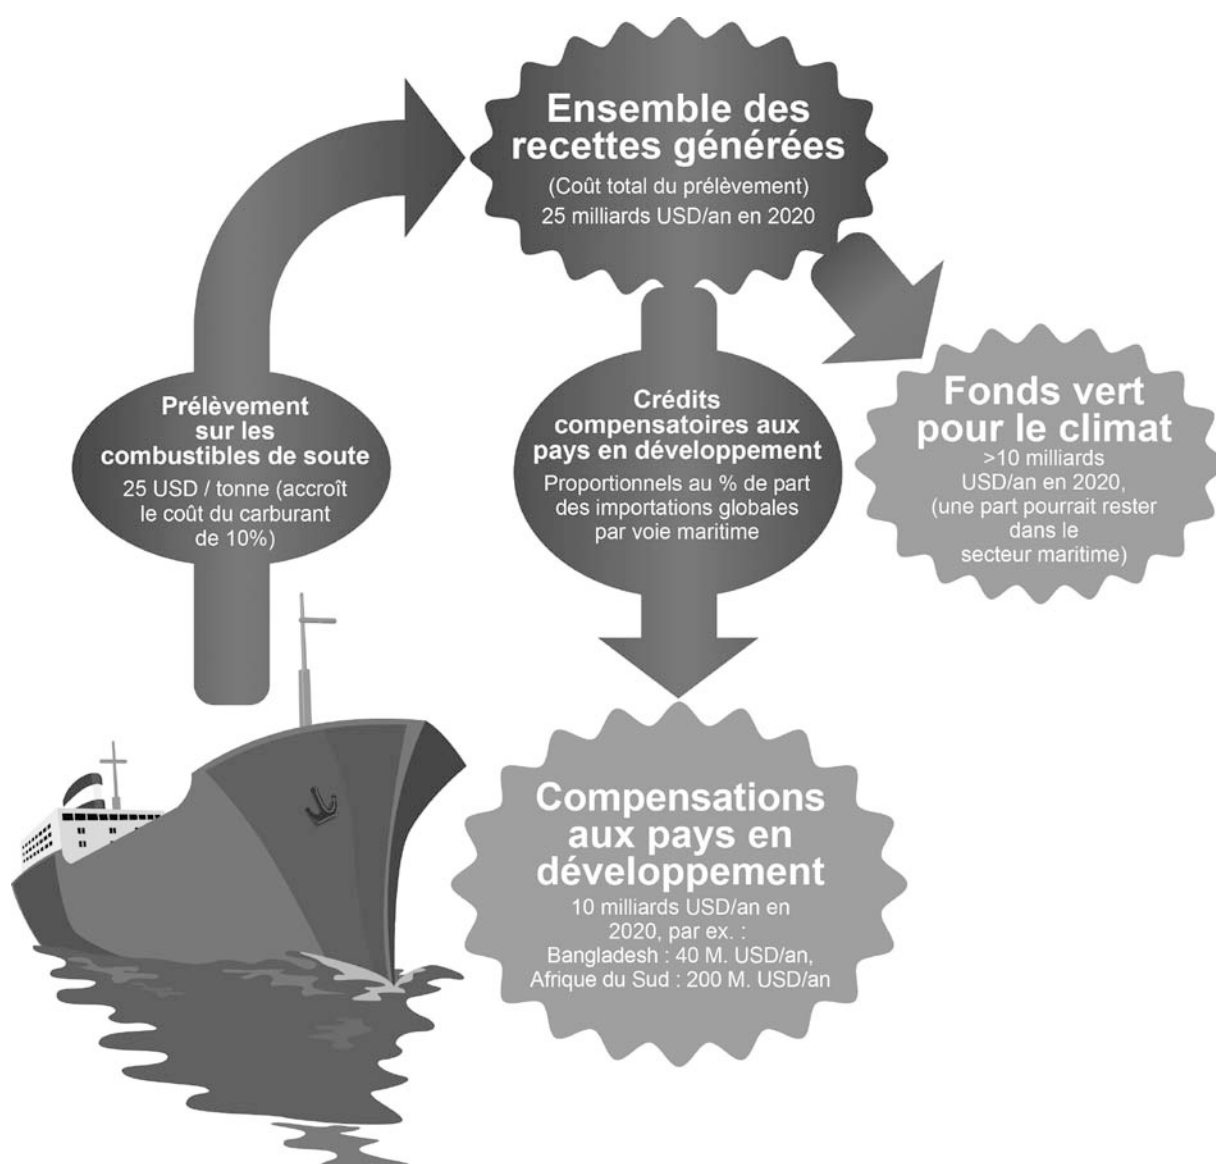 Ensemble des
recettes générées
(Coût total du prélèvement)
25 milliards USD/an en 2020
Prélèvement
sur les
combustibles de soute
25 USD / tonne (accroît
le coût du carburant
de 10%)
Crédits
compensatoires aux
pays en développement
Proportionnels au % de part
des importations globales
par voie maritime
Fonds vert
pour le climat
>10 milliards
USD/an en 2020,
(une part pourrait rester
dans le
secteur maritime)
Compensations
aux pays en
développement
10 milliards USD/an en
2020, par ex. :
Bangladesh : 40 M. USD/an,
Afrique du Sud : 200 M. USD/an